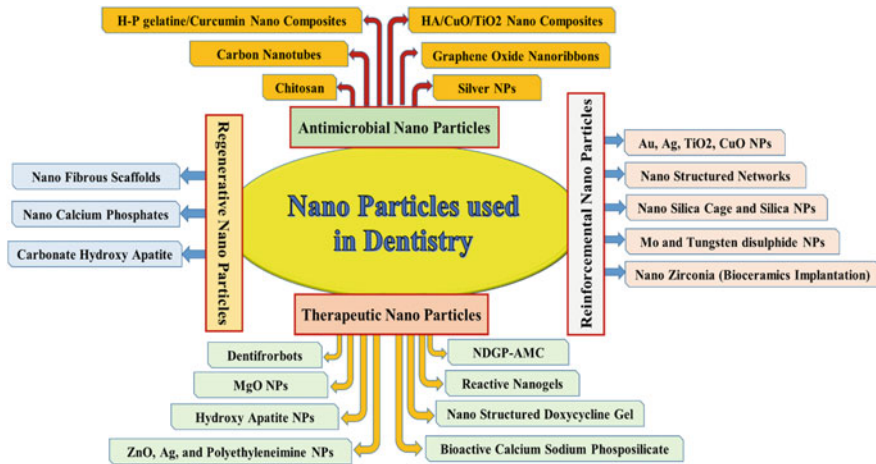 H-P gelatine/Curcumin Nano Composites
HA/CuO/TiO2 Nano Composites
Carbon Nanotubes
Graphene Oxide Nanoribbons
Chitosan
Silver NPs
Antimicrobial Nano Particles
Regenerative Nano Particles
Nano Fibrous Scaffolds
Nano Calcium Phosphates
Carbonate Hydroxy Apatite
Nano Particles used
in Dentistry
Reinforcemental Nano Particles
Au, Ag, TiO2, CuO NPs
Nano Structured Networks
Nano Silica Cage and Silica NPs
Mo and Tungsten disulphide NPs
Nano Zirconia (Bioceramics Implantation)
Therapeutic Nano Particles
Dentifrorbots
NDGP-AMC
MgO NPs
Reactive Nanogels
Hydroxy Apatite NPs
Nano Structured Doxycycline Gel
ZnO, Ag, and Polyethyleneimine NPs
Bioactive Calcium Sodium Phosposilicate